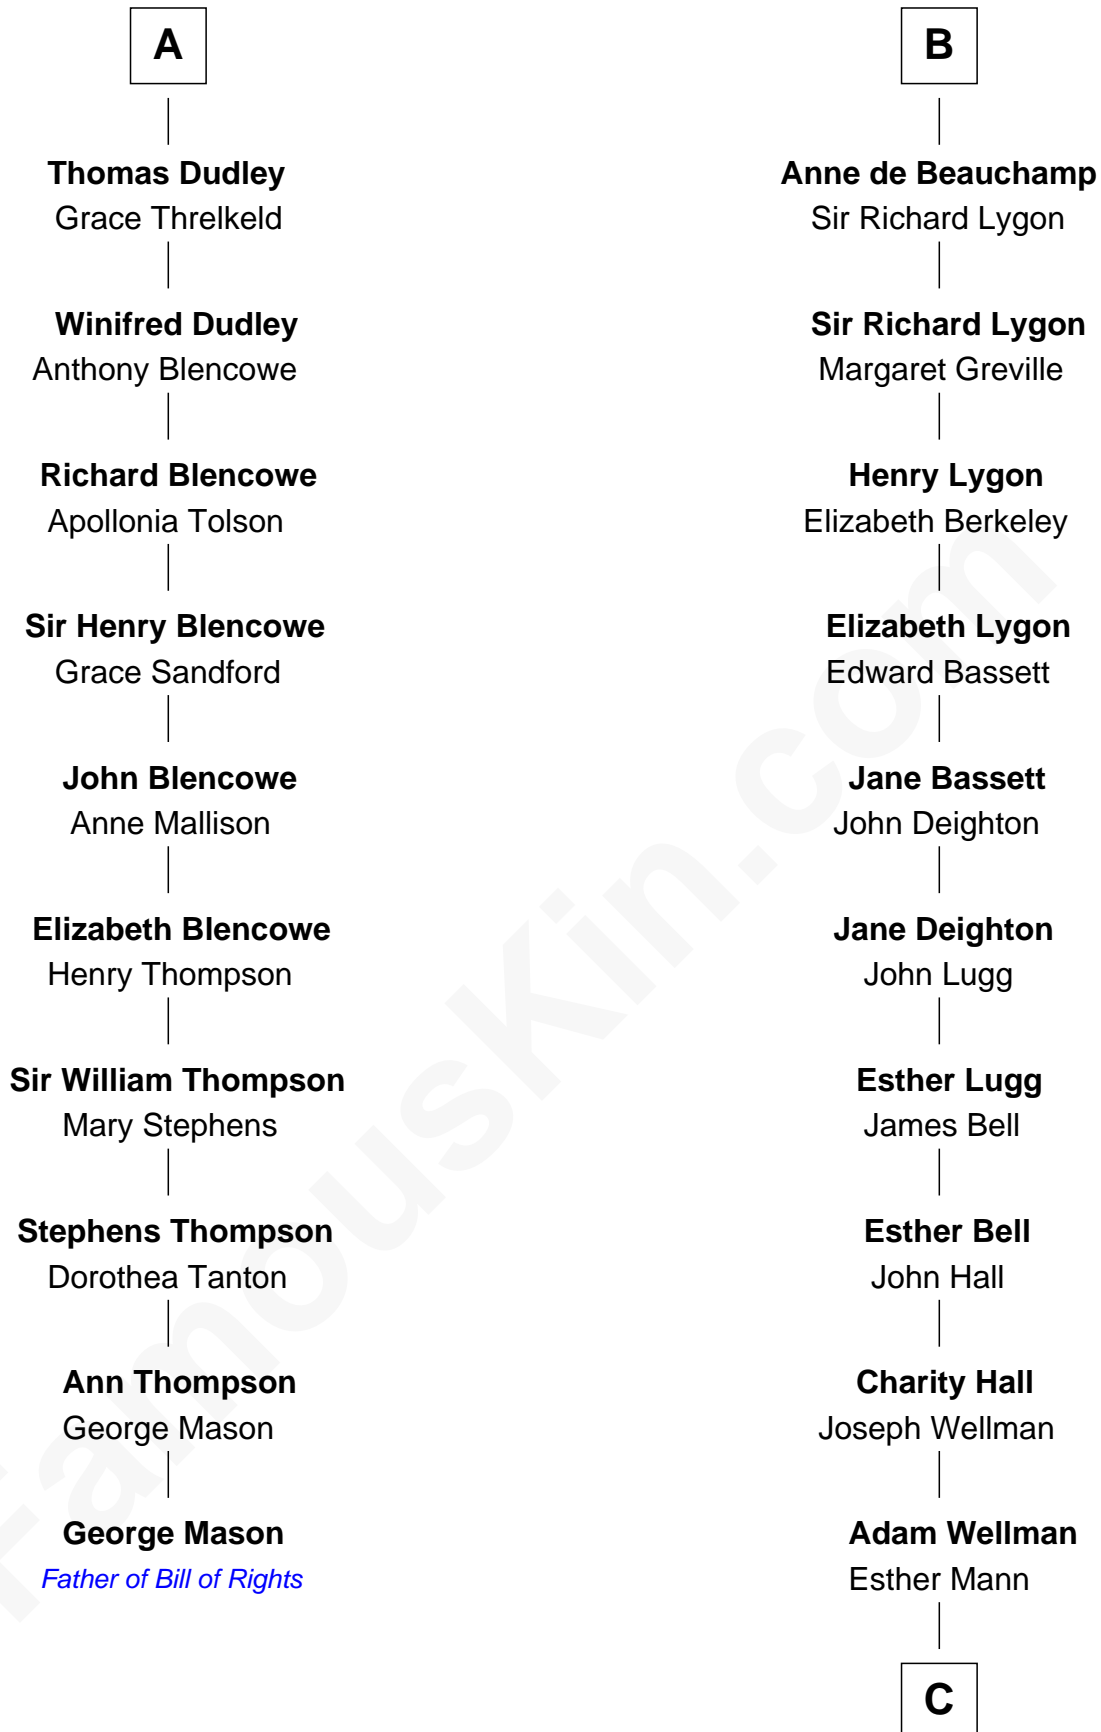 A
Thomas Dudley
Grace Threlkeld
Winifred Dudley
Anthony Blencowe
Richard Blencowe
Apollonia Tolson
Sir Henry Blencowe
Grace Sandford
John Blencowe
Anne Mallison
Elizabeth Blencowe
Henry Thompson
Sir William Thompson
Mary Stephens
Stephens Thompson
Dorothea Tanton
Ann Thompson
George Mason
George Mason
Father of Bill of Rights
B
Anne de Beauchamp
Sir Richard Lygon
Sir Richard Lygon
Margaret Greville
Henry Lygon
Elizabeth Berkeley
Elizabeth Lygon
Edward Bassett
Jane Bassett
John Deighton
Jane Deighton
John Lugg
Esther Lugg
James Bell
Esther Bell
John Hall
Charity Hall
Joseph Wellman
Adam Wellman
Esther Mann
C
FamousKin.com